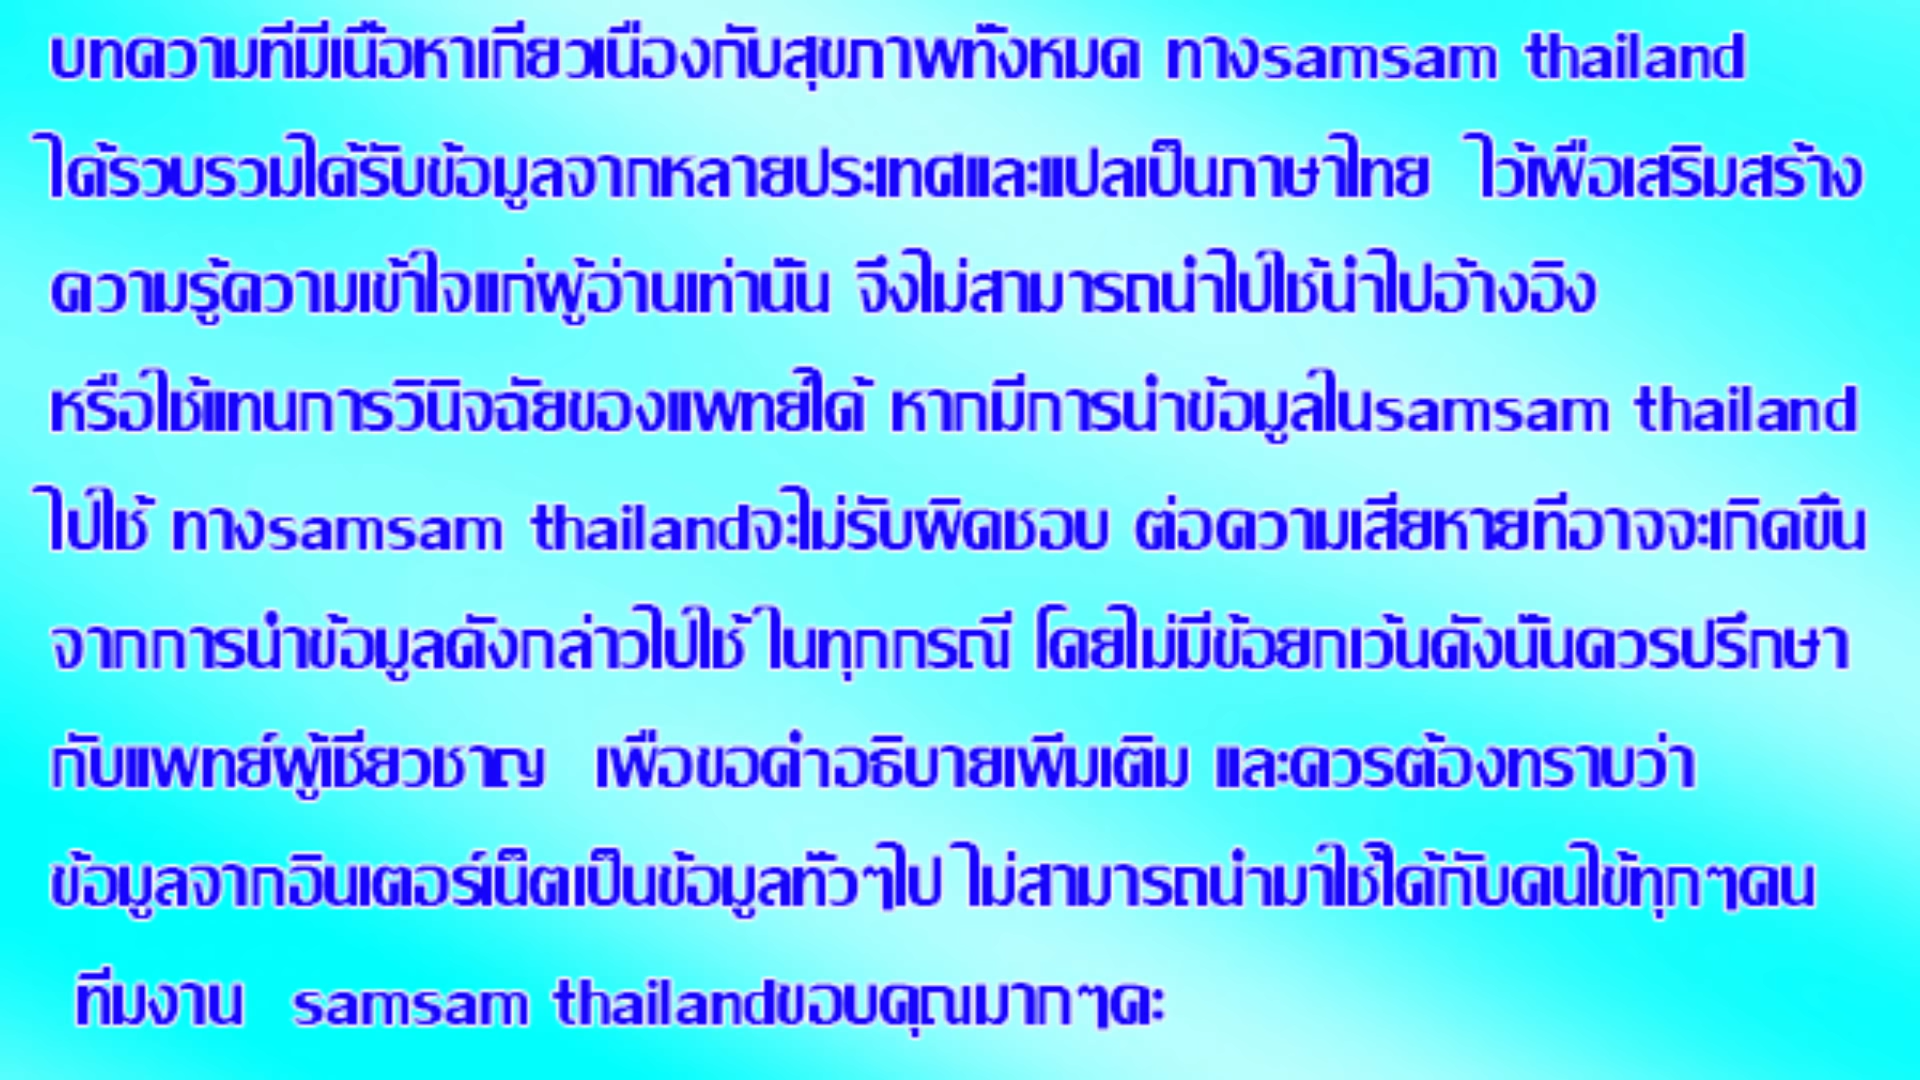 บทความที่มีเนื้อหาเกี่ยวเนื่องกับสุขภาพทั้งหมด ทางsamsam thailand
ได้รวบรวมได้รับข้อมูลจากหลายประเทศและแปลเป็นภาษาไทย ไว้เพื่อเสริมสร้าง
ความรู้ความเข้าใจแก่ผู้อ่านเท่านั้น จึงไม่สามารถนำไปใช้นำไปอ้างอิง
หรือใช้แทนการวินิจฉัยของแพทย์ได้ หากมีการนำข้อมูลในsamsam thailand
ไปใช้ ทางsamsam thailandจะไม่รับผิดชอบ ต่อความเสียหายที่อาจจะเกิดขึ้น
จากการนำข้อมูลดังกล่าวไปใช้ ในทุกกรณี โดยไม่มีข้อยกเว้นดังนั้นควรปรึกษา
กับแพทย์ผู้เชี่ยวชาญ เพื่อขอคำอธิบายเพิ่มเติม และควรต้องทราบว่า
ข้อมูลจากอินเตอร์เน็ตเป็นข้อมูลทั่วๆไป ไม่สามารถนำมาใช้ได้กับคนไข้ทุกๆคน
ทีมงาน samsam thailandขอบคุณมากๆคะ